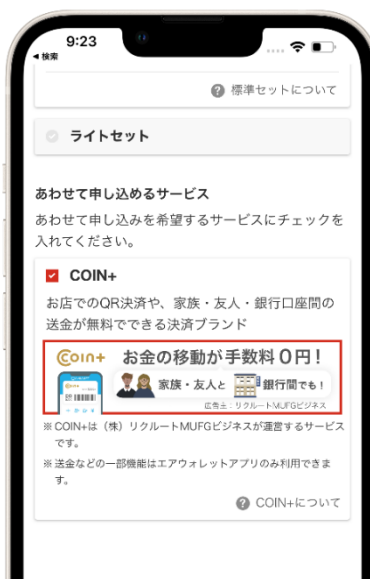 9:23
◀ 検索
標準セットについて
ライトセット
あわせて申し込めるサービス
あわせて申し込みを希望するサービスにチェックを
入れてください。
COIN+
お店でのQR決済や、家族・友人・銀行口座間の
送金が無料でできる決済ブランド
COIN+ お金の移動が手数料0円!
家族・友人と 銀行間でも!
広告主:リクルートMUFGビジネス
※ COIN+は(株)リクルートMUFGビジネスが運営するサービス
です。
※ 送金などの一部機能はエアウォレットアプリのみ利用できま
す。
COIN+について